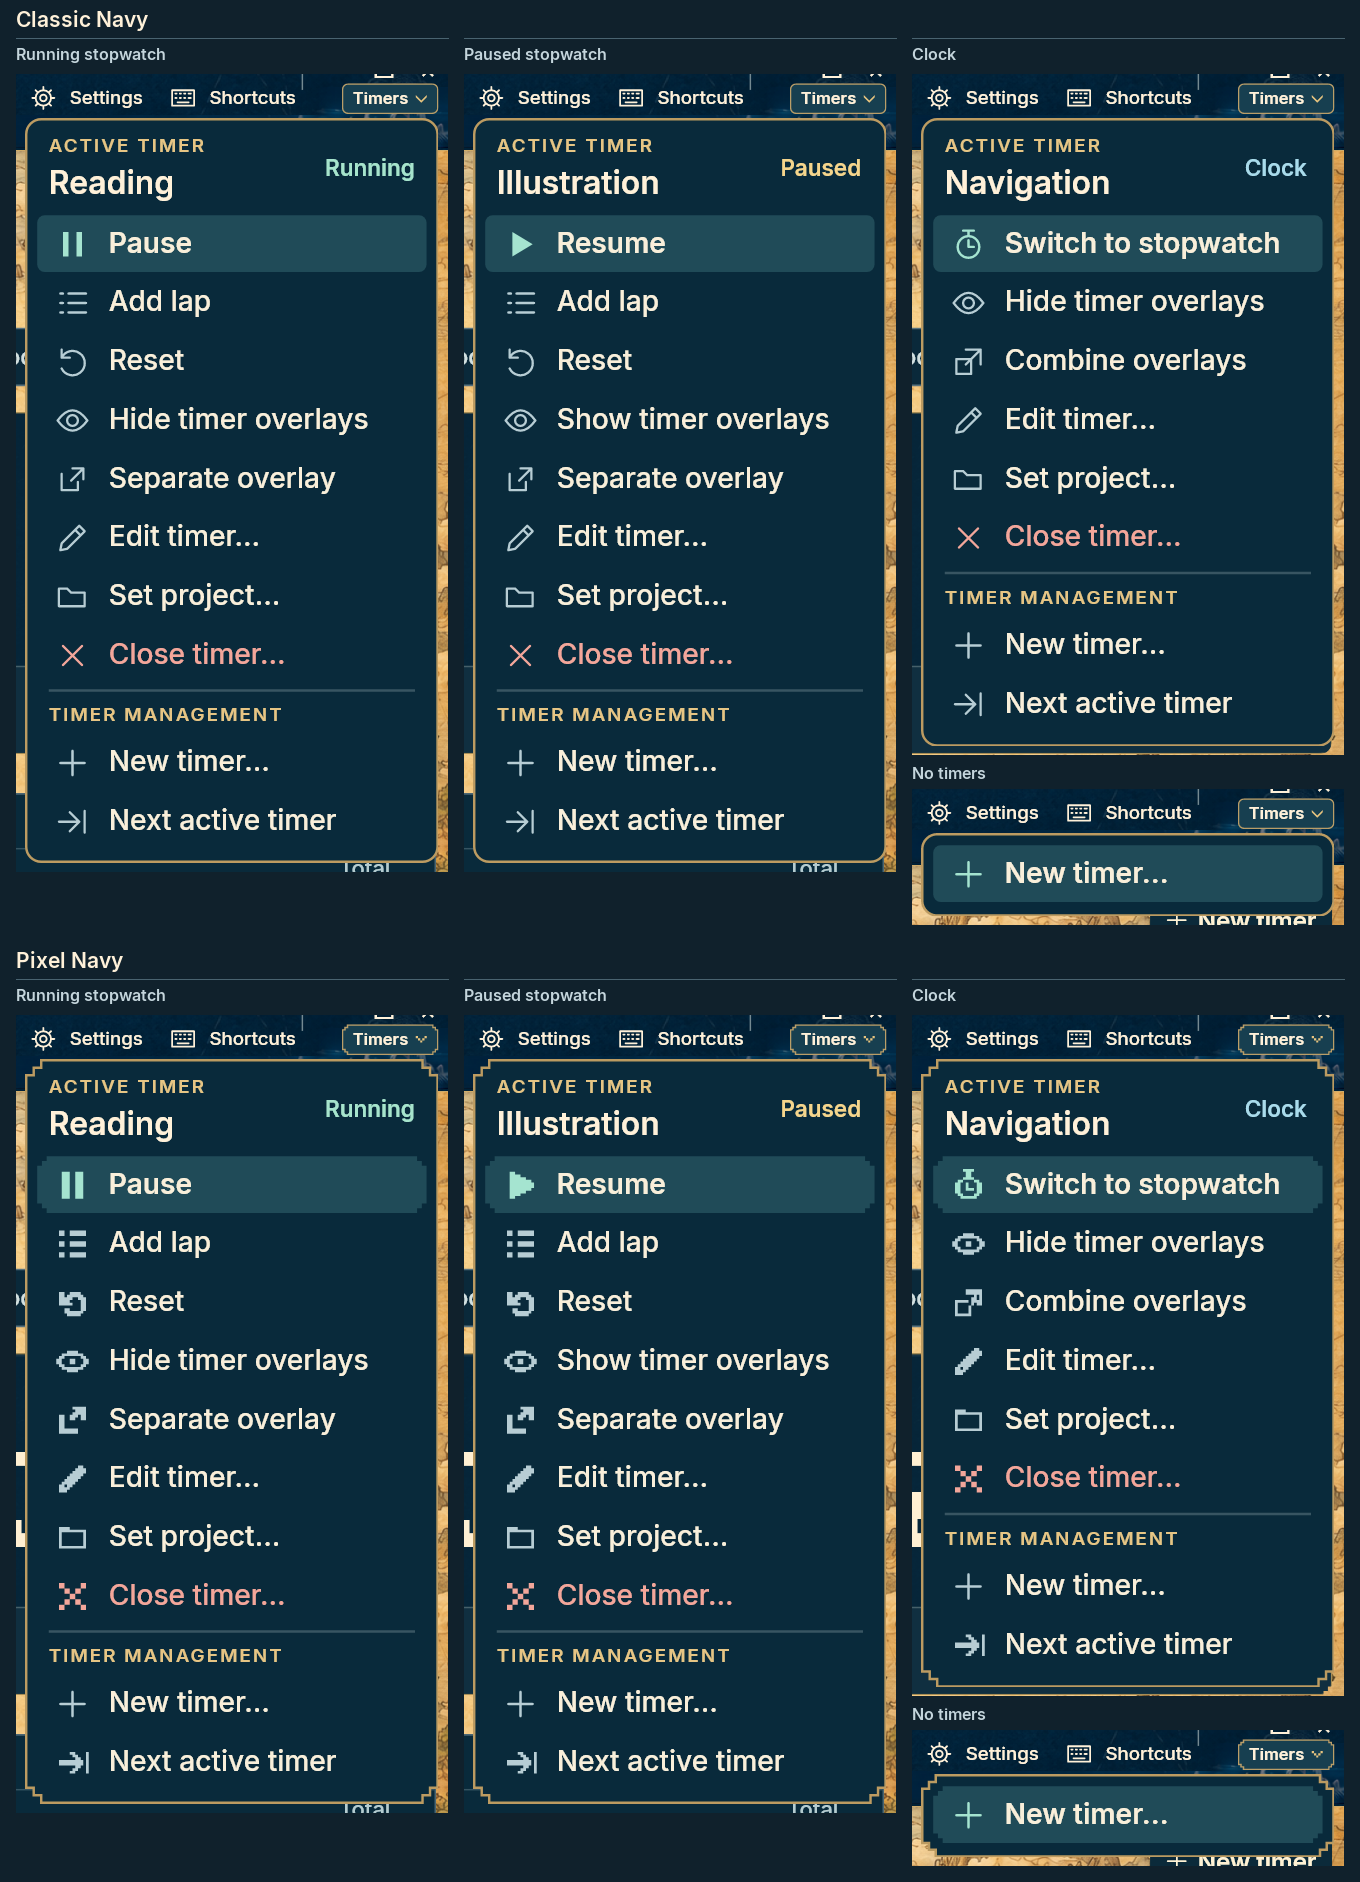 Classic Navy
Running stopwatch
Settings Shortcuts Timers
ACTIVE TIMER
Reading
Running
Pause
Add lap
Reset
Hide timer overlays
Separate overlay
Edit timer...
Set project...
Close timer...
TIMER MANAGEMENT
New timer...
Next active timer
Total
Paused stopwatch
Settings Shortcuts Timers
ACTIVE TIMER
Illustration
Paused
Resume
Add lap
Reset
Show timer overlays
Separate overlay
Edit timer...
Set project...
Close timer...
TIMER MANAGEMENT
New timer...
Next active timer
Total
Clock
Settings Shortcuts Timers
ACTIVE TIMER
Navigation
Clock
Switch to stopwatch
Hide timer overlays
Combine overlays
Edit timer...
Set project...
Close timer...
TIMER MANAGEMENT
New timer...
Next active timer
No timers
Settings Shortcuts Timers
New timer...
New timer
Pixel Navy
Running stopwatch
Settings Shortcuts Timers
ACTIVE TIMER
Reading
Running
Pause
Add lap
Reset
Hide timer overlays
Separate overlay
Edit timer...
Set project...
Close timer...
TIMER MANAGEMENT
New timer...
Next active timer
Total
Paused stopwatch
Settings Shortcuts Timers
ACTIVE TIMER
Illustration
Paused
Resume
Add lap
Reset
Show timer overlays
Separate overlay
Edit timer...
Set project...
Close timer...
TIMER MANAGEMENT
New timer...
Next active timer
Total
Clock
Settings Shortcuts Timers
ACTIVE TIMER
Navigation
Clock
Switch to stopwatch
Hide timer overlays
Combine overlays
Edit timer...
Set project...
Close timer...
TIMER MANAGEMENT
New timer...
Next active timer
No timers
Settings Shortcuts Timers
New timer...
New timer